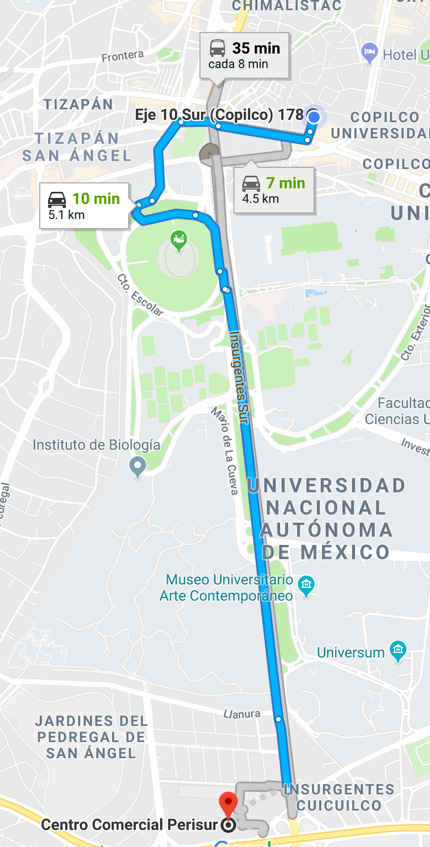 CHIMALISTAC
35 min
cada 8 min
Frontera
Hotel U
TIZAPÁN
Eje 10 Sur (Copilco) 178
COPILCO
UNIVERSIDA
TIZAPÁN
SAN ÁNGEL
COPILCO
7 min
4.5 km
10 min
5.1 km
C
UNI
Cto. Escolar
Cto. Exterior
Insurgentes Sur
Mario de La Cueva
Facultad
Ciencias U
Instituto de Biología
Invest
Pedregal
UNIVERSIDAD
NACIONAL
AUTÓNOMA
DE MÉXICO
Museo Universitario
Arte Contemporáneo
Universum
Llanura
JARDINES DEL
PEDREGAL DE
SAN ÁNGEL
INSURGENTES
CUICUILCO
Centro Comercial Perisur